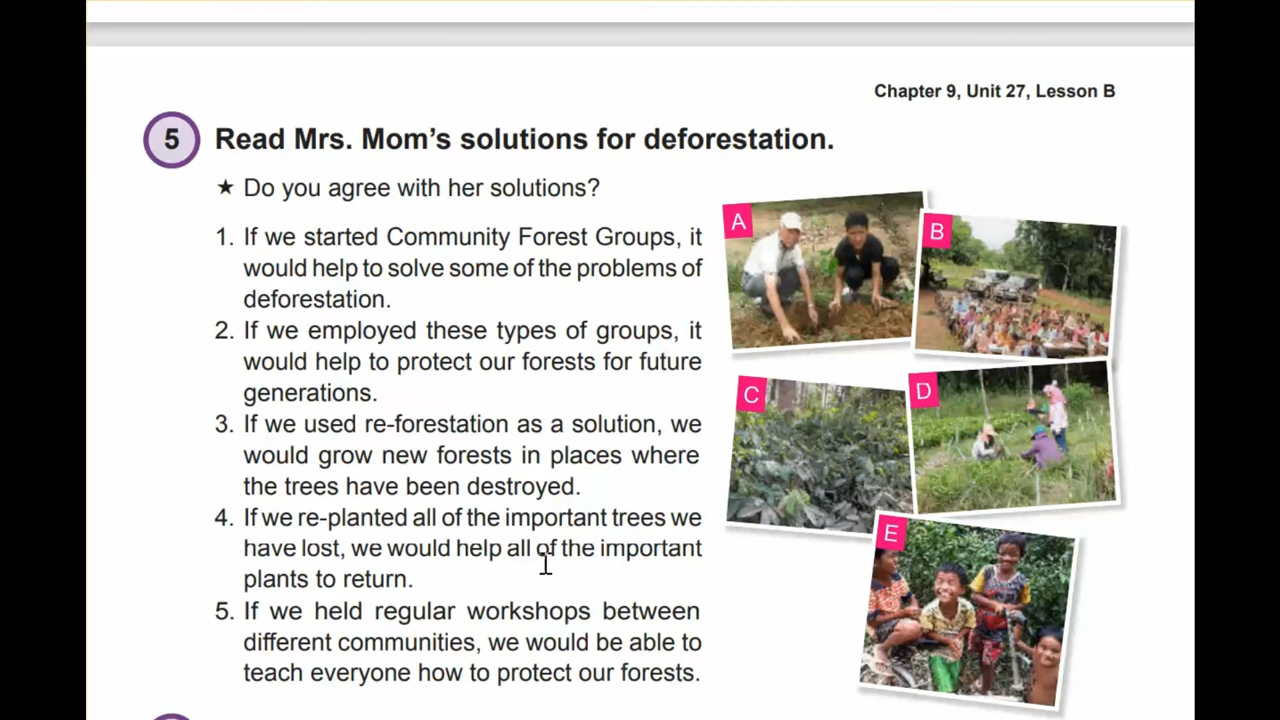 Chapter 9, Unit 27, Lesson B
5 Read Mrs. Mom's solutions for deforestation.
★ Do you agree with her solutions?
1. If we started Community Forest Groups, it
would help to solve some of the problems of
deforestation.
2. If we employed these types of groups, it
would help to protect our forests for future
generations.
3. If we used re-forestation as a solution, we
would grow new forests in places where
the trees have been destroyed.
4. If we re-planted all of the important trees we
have lost, we would help all of the important
plants to return.
5. If we held regular workshops between
different communities, we would be able to
teach everyone how to protect our forests.
A
B
C
D
E